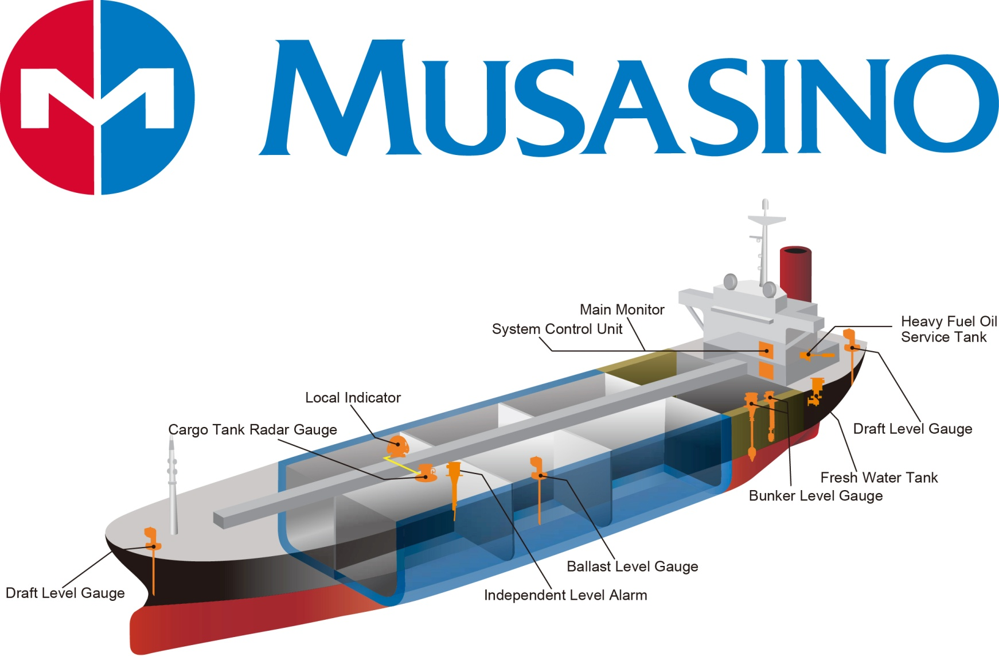 MUSASINO
Main Monitor
System Control Unit
Heavy Fuel Oil
Service Tank
Local Indicator
Cargo Tank Radar Gauge
Draft Level Gauge
Fresh Water Tank
Bunker Level Gauge
Ballast Level Gauge
Draft Level Gauge
Independent Level Alarm